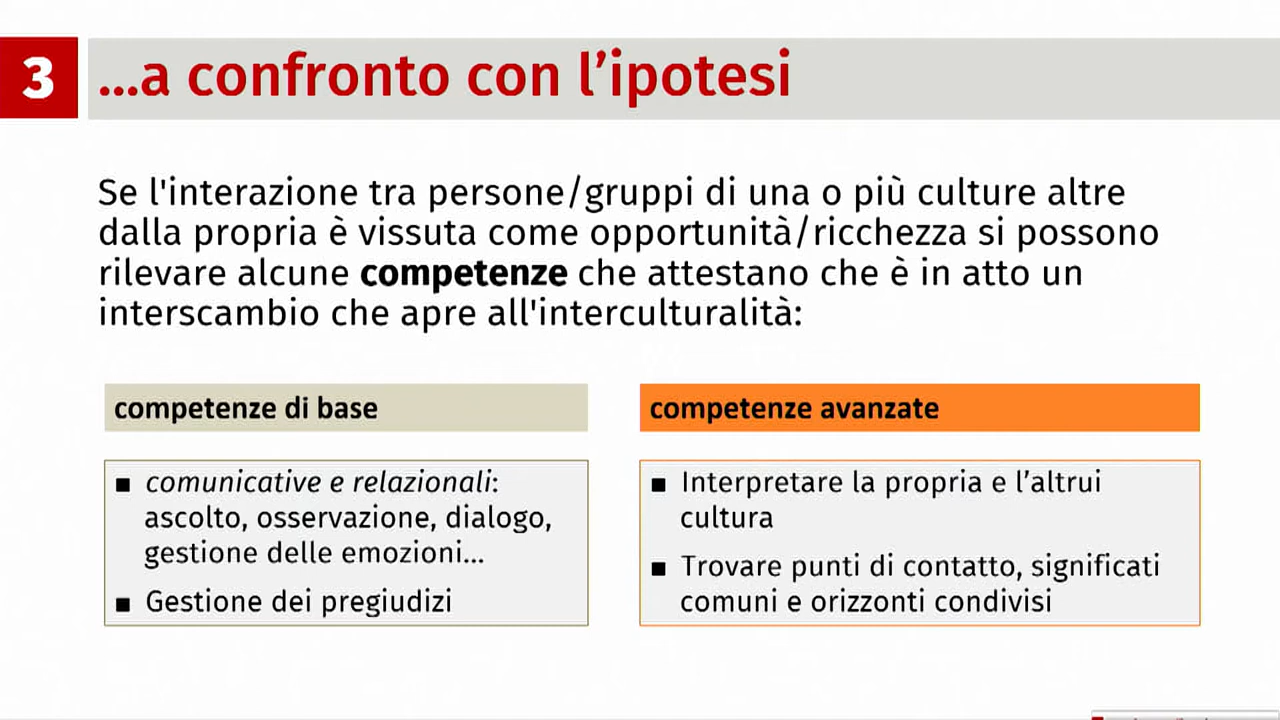 3
...a confronto con l’ipotesi
Se l'interazione tra persone/gruppi di una o più culture altre
dalla propria è vissuta come opportunità/ricchezza si possono
rilevare alcune competenze che attestano che è in atto un
interscambio che apre all'interculturalità:
competenze di base
▪ comunicative e relazionali:
ascolto, osservazione, dialogo,
gestione delle emozioni...
▪ Gestione dei pregiudizi
competenze avanzate
▪ Interpretare la propria e l’altrui
cultura
▪ Trovare punti di contatto, significati
comuni e orizzonti condivisi